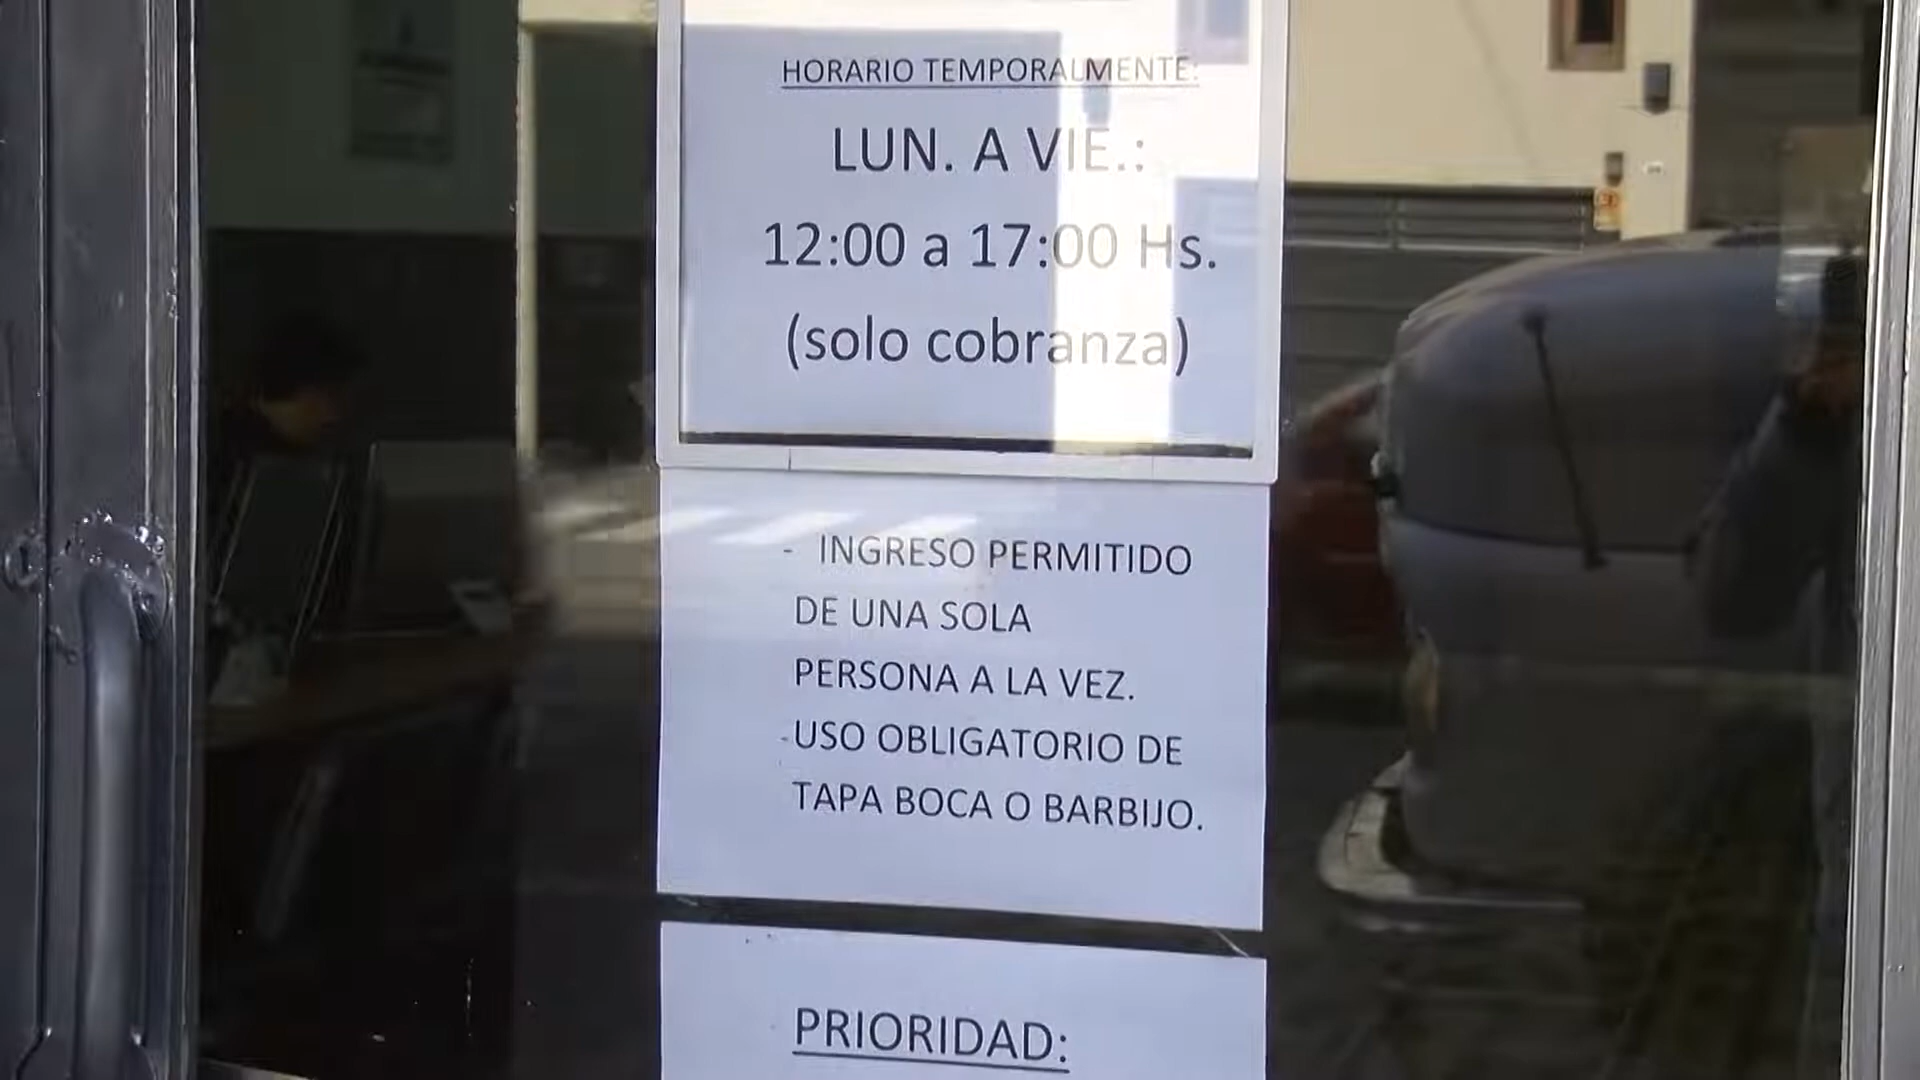 HORARIO TEMPORALMENTE:
LUN. A VIE.:
12:00 a 17:00 Hs.
(solo cobranza)
- INGRESO PERMITIDO
DE UNA SOLA
PERSONA A LA VEZ.
-USO OBLIGATORIO DE
TAPA BOCA O BARBIJO.
PRIORIDAD: